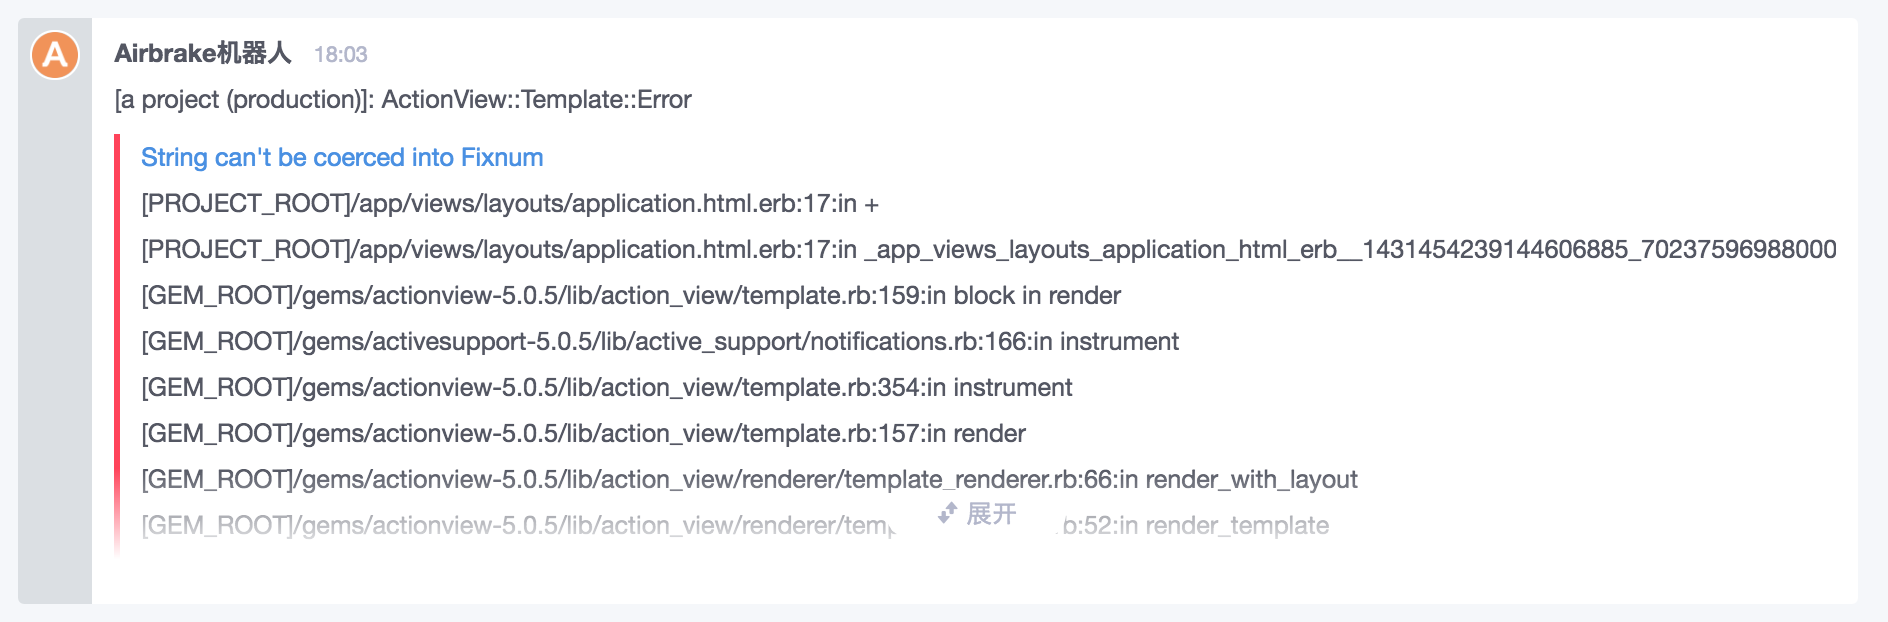 A
Airbrake机器人 18:03
[a project (production)]: ActionView::Template::Error
String can't be coerced into Fixnum
[PROJECT_ROOT]/app/views/layouts/application.html.erb:17:in +
[PROJECT_ROOT]/app/views/layouts/application.html.erb:17:in _app_views_layouts_application_html_erb__1431454239144606885_70237596988000
[GEM_ROOT]/gems/actionview-5.0.5/lib/action_view/template.rb:159:in block in render
[GEM_ROOT]/gems/activesupport-5.0.5/lib/active_support/notifications.rb:166:in instrument
[GEM_ROOT]/gems/actionview-5.0.5/lib/action_view/template.rb:354:in instrument
[GEM_ROOT]/gems/actionview-5.0.5/lib/action_view/template.rb:157:in render
[GEM_ROOT]/gems/actionview-5.0.5/lib/action_view/renderer/template_renderer.rb:66:in render_with_layout
[GEM_ROOT]/gems/actionview-5.0.5/lib/action_view/renderer/temp 展开 b:52:in render_template